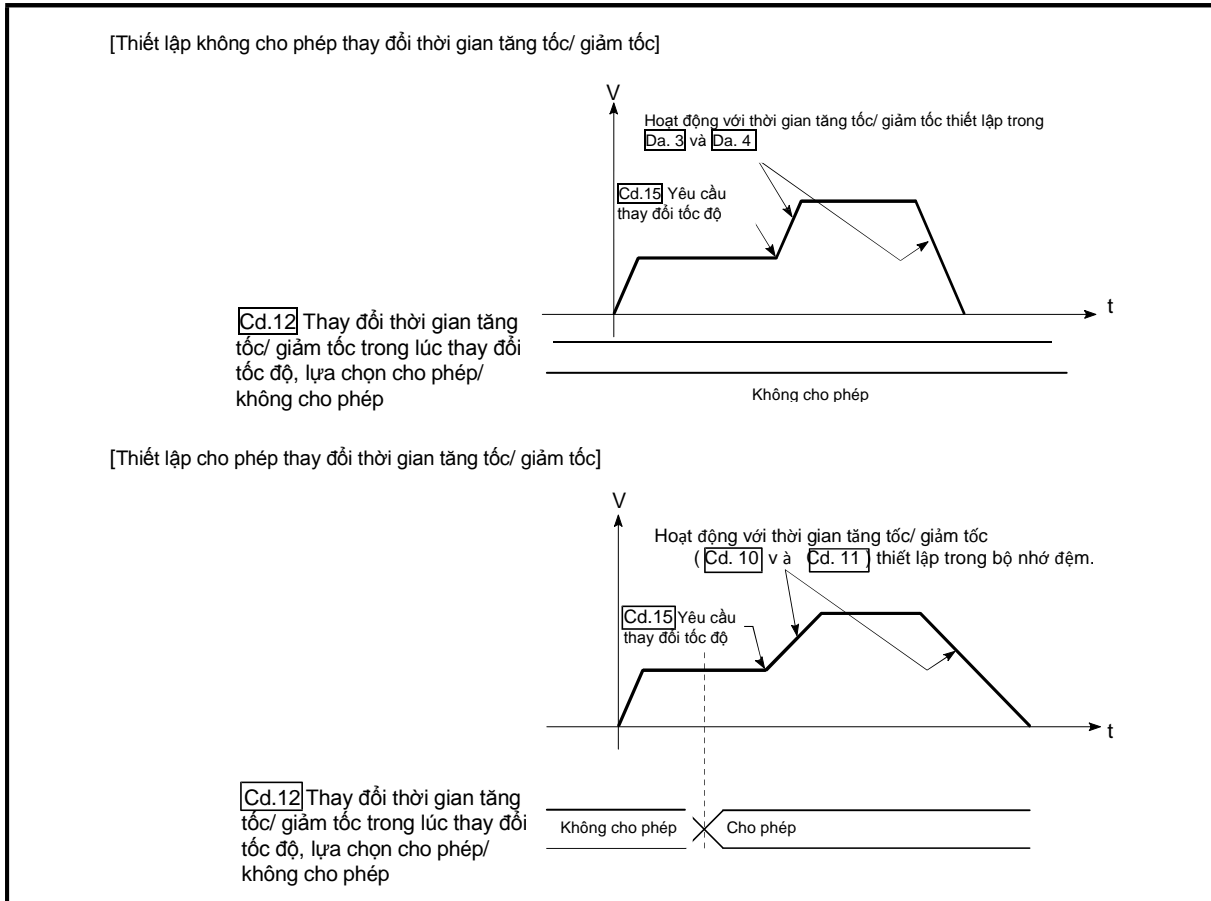 [Thiết lập không cho phép thay đổi thời gian tăng tốc/ giảm tốc]
V
Hoạt động với thời gian tăng tốc/ giảm tốc thiết lập trong
Da. 3 và Da. 4
Cd.15 Yêu cầu
thay đổi tốc độ
t
Cd.12 Thay đổi thời gian tăng
tốc/ giảm tốc trong lúc thay đổi
tốc độ, lựa chọn cho phép/
không cho phép
Không cho phép
[Thiết lập cho phép thay đổi thời gian tăng tốc/ giảm tốc]
V
Hoạt động với thời gian tăng tốc/ giảm tốc
( Cd. 10 v à Cd. 11 ) thiết lập trong bộ nhớ đệm.
Cd.15 Yêu cầu
thay đổi tốc độ
t
Cd.12 Thay đổi thời gian tăng
tốc/ giảm tốc trong lúc thay đổi
tốc độ, lựa chọn cho phép/
không cho phép
Không cho phép
Cho phép